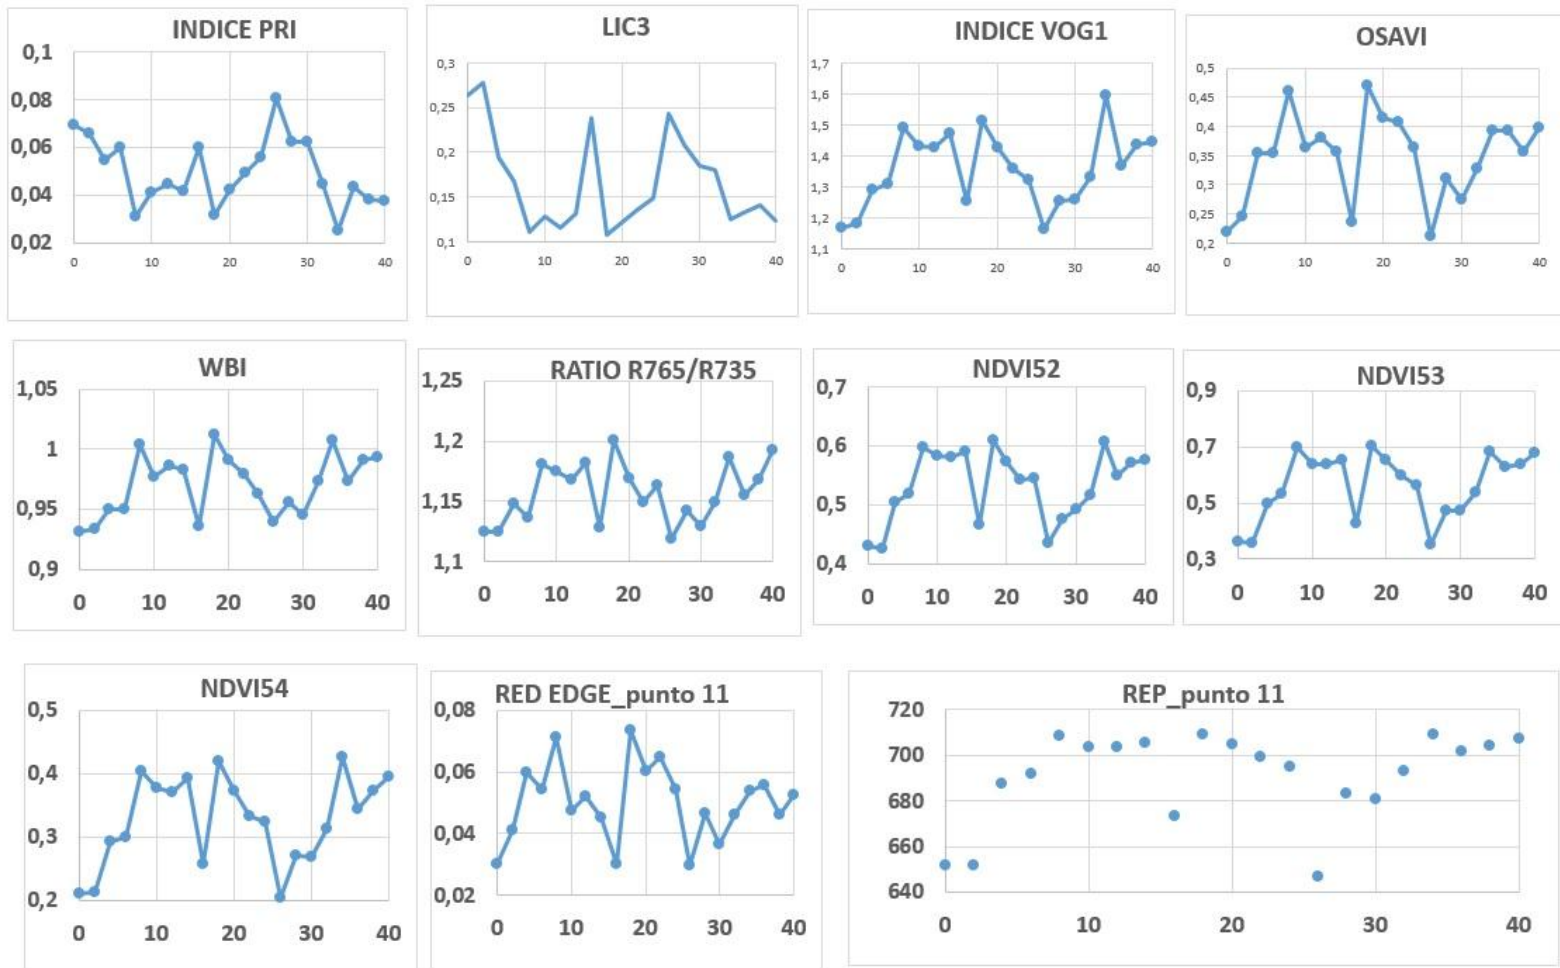 INDICE PRI
0,1
0,08
0,06
0,04
0,02
0 10 20 30 40
LIC3
0,3
0,25
0,2
0,15
0,1
0 10 20 30 40
INDICE VOG1
1,7
1,6
1,5
1,4
1,3
1,2
1,1
0 10 20 30 40
OSAVI
0,5
0,45
0,4
0,35
0,3
0,25
0,2
0 10 20 30 40
WBI
1,05
1
0,95
0,9
0 10 20 30 40
RATIO R765/R735
1,25
1,2
1,15
1,1
0 10 20 30 40
NDVI52
0,7
0,6
0,5
0,4
0 10 20 30 40
NDVI53
0,9
0,7
0,5
0,3
0 10 20 30 40
NDVI54
0,5
0,4
0,3
0,2
0 10 20 30 40
RED EDGE_punto 11
0,08
0,06
0,04
0,02
0 10 20 30 40
REP_punto 11
720
700
680
660
640
0 10 20 30 40